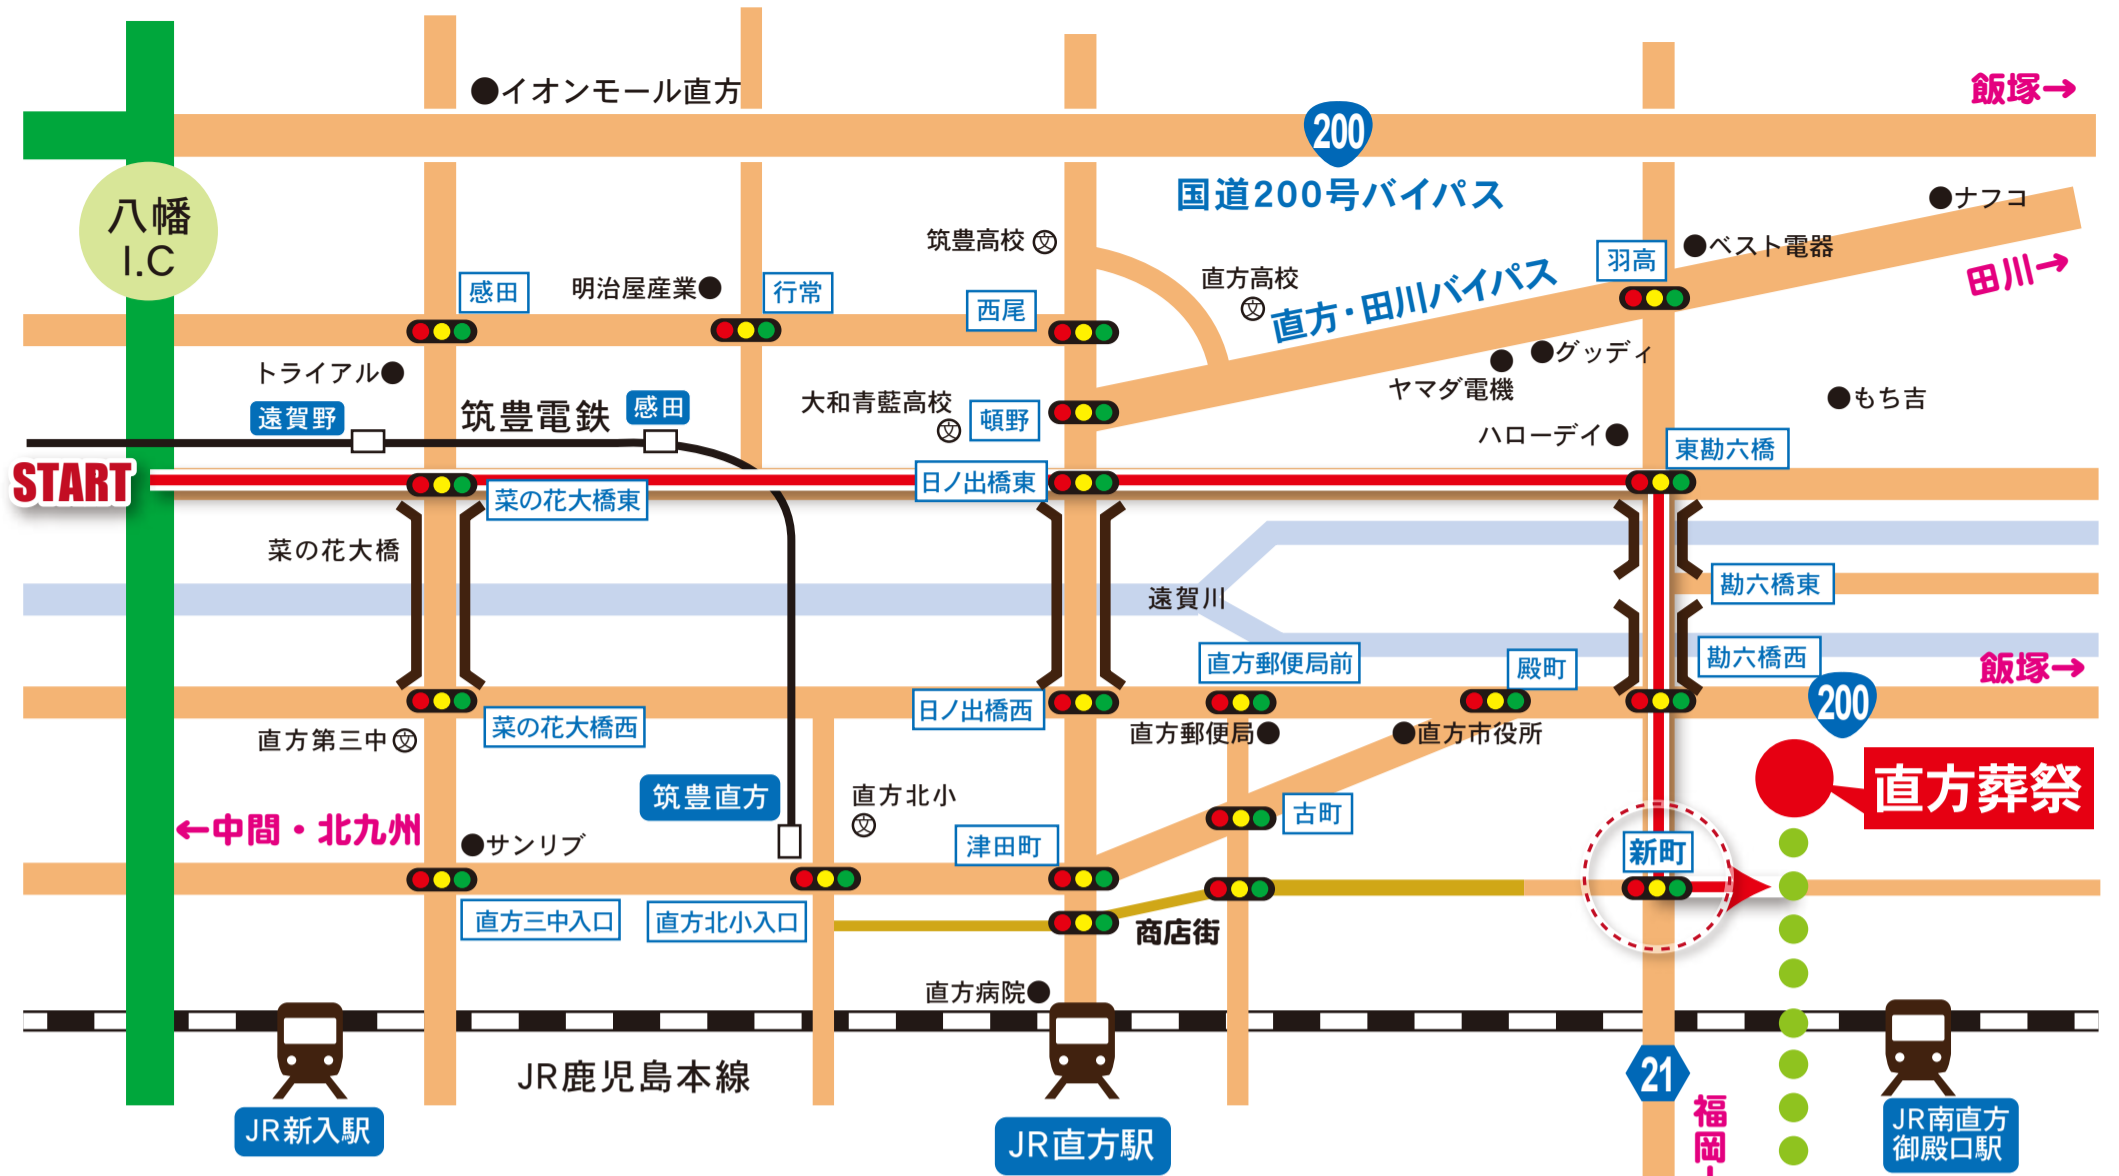 ●イオンモール直方
飯塚→
200
国道200号バイパス
八幡
I.C
●ナフコ
筑豊高校
文
羽高
●ベスト電器
田川→
直方高校
文
直方・田川バイパス
感田
明治屋産業●
行常
西尾
トライアル●
●グッディ
ヤマダ電機
●もち吉
遠賀野
筑豊電鉄
感田
大和青藍高校
文
頓野
ハローデイ●
東勘六橋
START
菜の花大橋東
日ノ出橋東
菜の花大橋
遠賀川
勘六橋東
直方郵便局前
殿町
勘六橋西
飯塚→
200
菜の花大橋西
日ノ出橋西
直方第三中
文
直方郵便局●
●直方市役所
直方葬祭
筑豊直方
直方北小
文
古町
←中間・北九州
●サンリブ
津田町
新町
直方三中入口
直方北小入口
商店街
直方病院●
JR鹿児島本線
21
福岡↓
JR新入駅
JR直方駅
JR南直方
御殿口駅